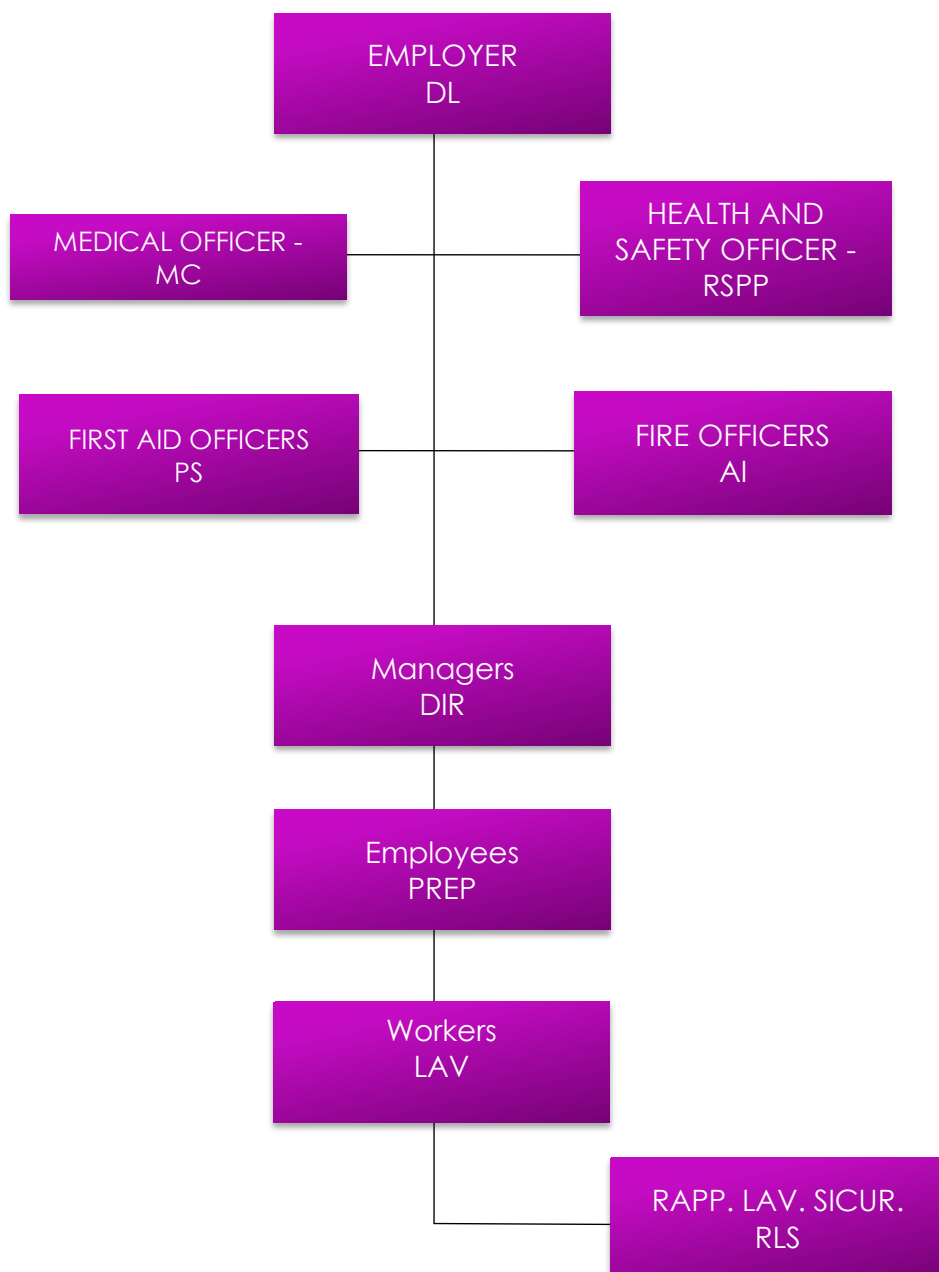 EMPLOYER
DL
MEDICAL OFFICER -
MC
HEALTH AND
SAFETY OFFICER -
RSPP
FIRST AID OFFICERS
PS
FIRE OFFICERS
AI
Managers
DIR
Employees
PREP
Workers
LAV
RAPP. LAV. SICUR.
RLS